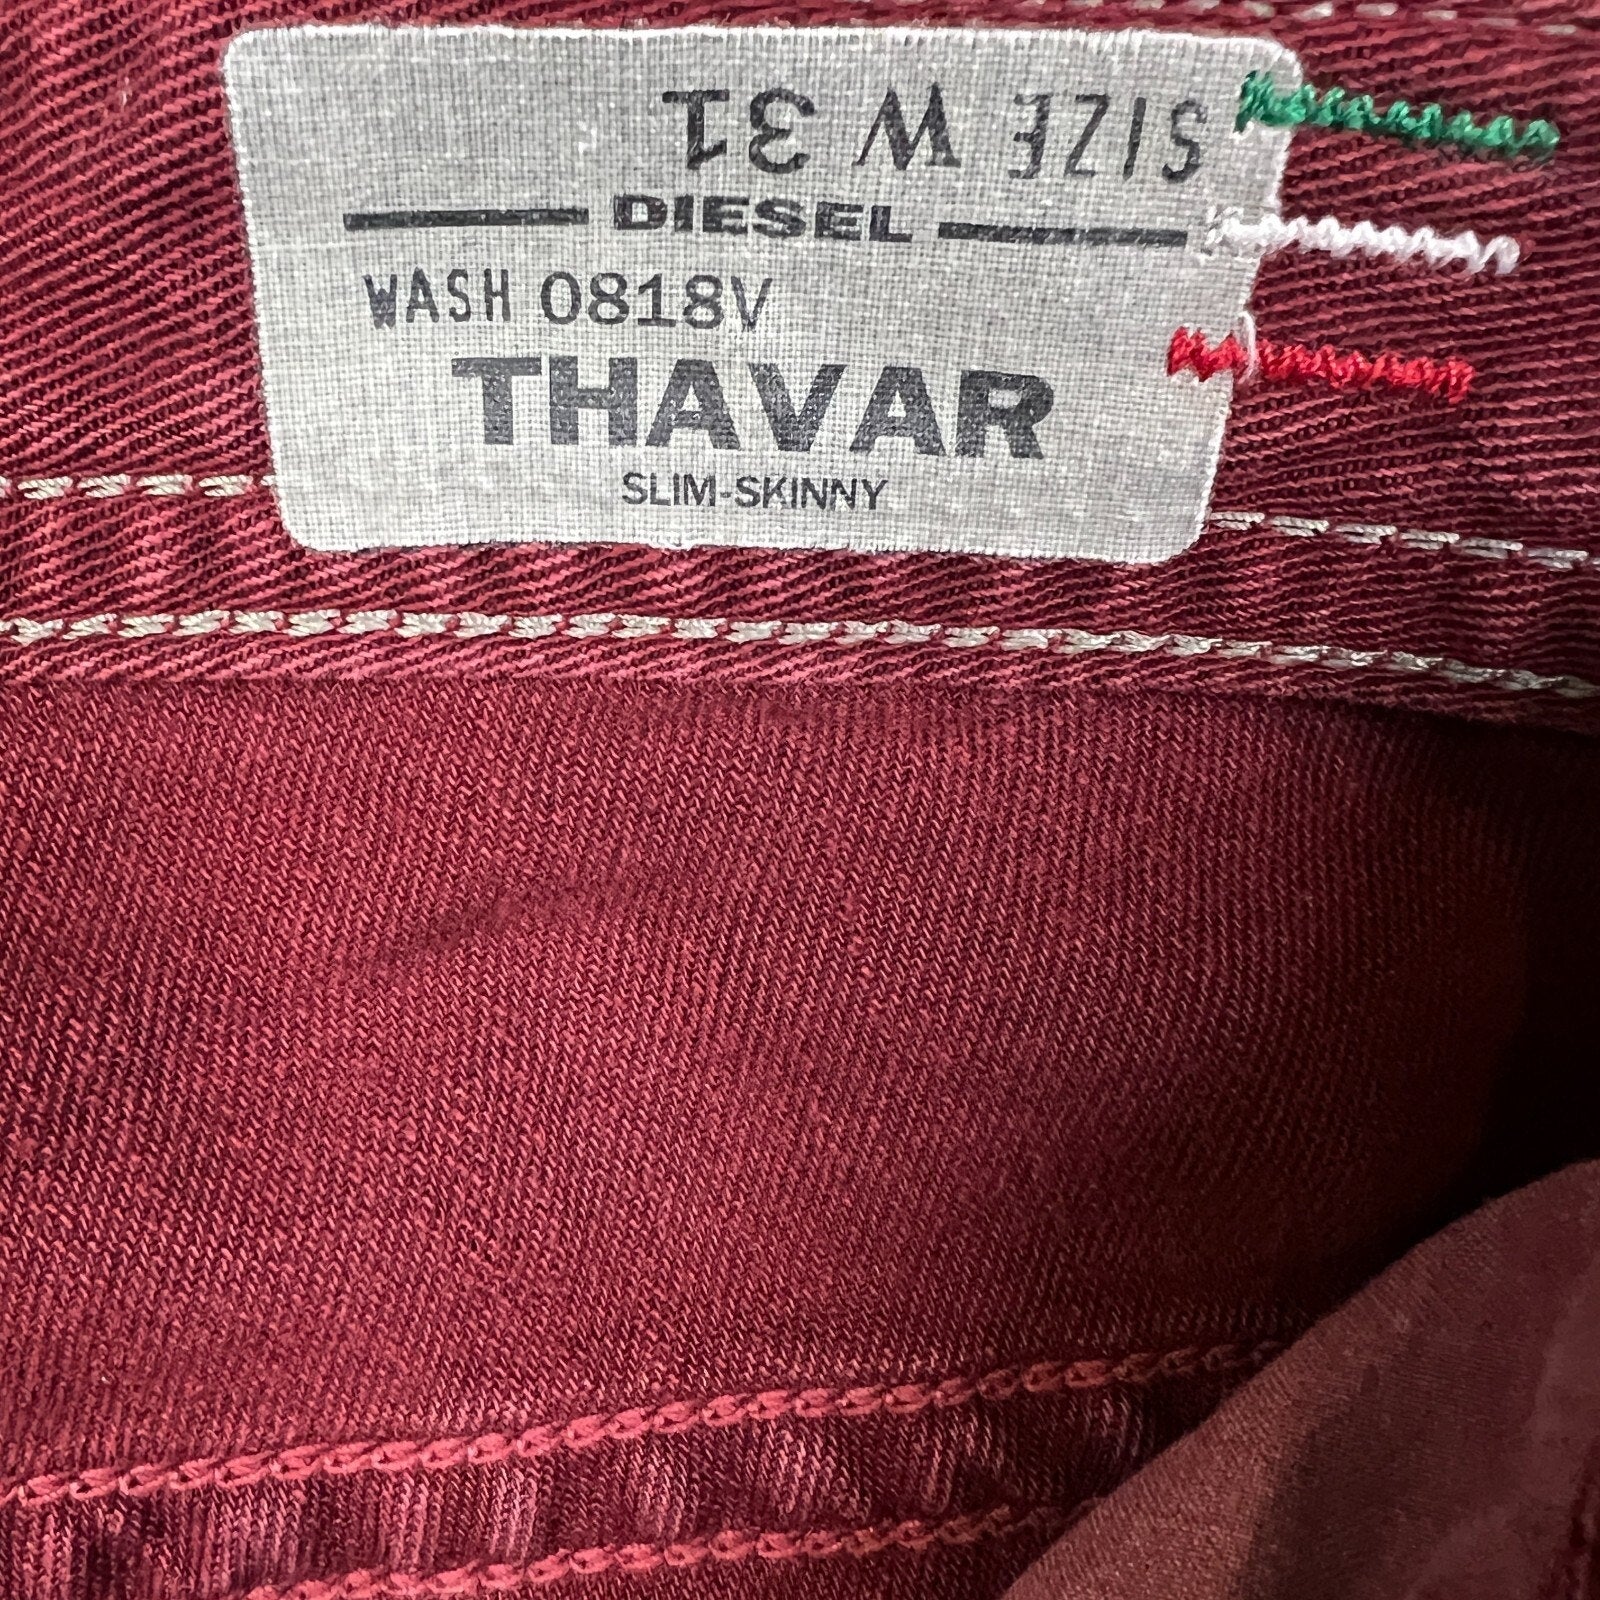 SIZE W 31
DIESEL
WASH 0818V
THAVAR
SLIM-SKINNY